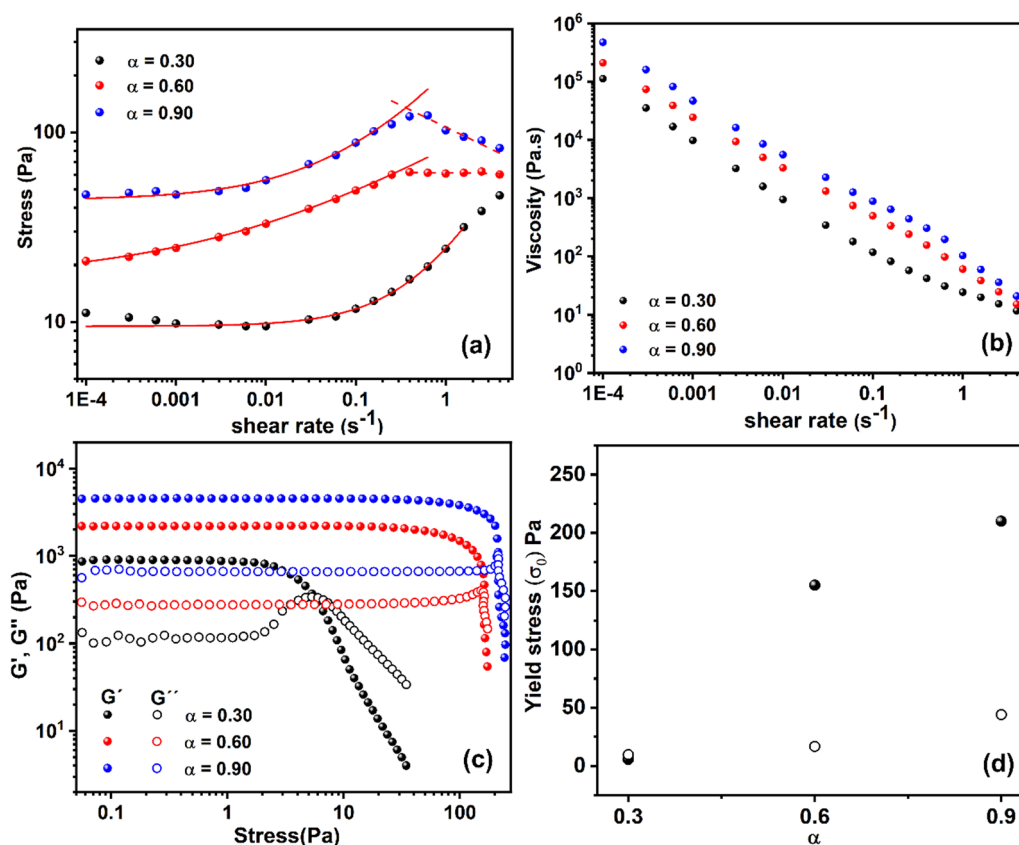 Stress (Pa)
100
10
α = 0.30
α = 0.60
α = 0.90
(a)
1E-4 0.001 0.01 0.1 1
shear rate (s⁻¹)
Viscosity (Pa.s)
10⁶
10⁵
10⁴
10³
10²
10¹
10⁰
α = 0.30
α = 0.60
α = 0.90
(b)
1E-4 0.001 0.01 0.1 1
shear rate (s⁻¹)
G', G'' (Pa)
10⁴
10³
10²
10¹
G´ G´´
α = 0.30
α = 0.60
α = 0.90
(c)
0.1 1 10 100
Stress(Pa)
Yield stress (σ₀) Pa
250
200
150
100
50
0
(d)
0.3 0.6 0.9
α